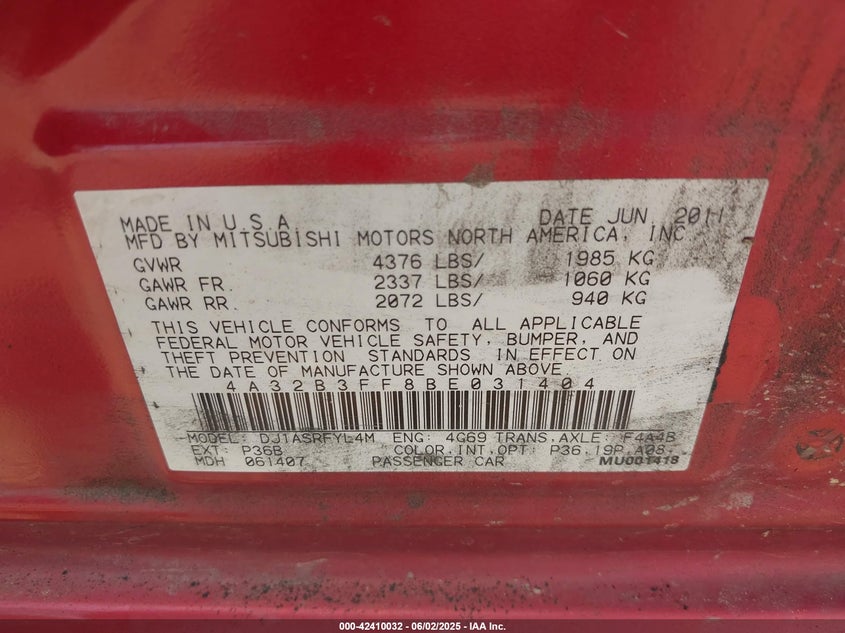 MADE IN U S A DATE JUN 2011
MFD BY MITSUBISHI MOTORS NORTH AMERICA, INC
GVWR 4376 LBS/ 1985 KG
GAWR FR. 2337 LBS/ 1060 KG
GAWR RR. 2072 LBS/ 940 KG
THIS VEHICLE CONFORMS TO ALL APPLICABLE
FEDERAL MOTOR VEHICLE SAFETY, BUMPER, AND
THEFT PREVENTION STANDARDS IN EFFECT ON
THE DATE OF MANUFACTURE SHOWN ABOVE.
4A32B3FF8BE031404
MODEL: DJ1ASRFYL4M ENG: 4G69 TRANS.AXLE: F4A4B
EXT: P36B COLOR.INT.OPT: P36.19P.A08.
MDH 061407 PASSENGER CAR MU001418
000-42410032 - 06/02/2025 - IAA Inc.